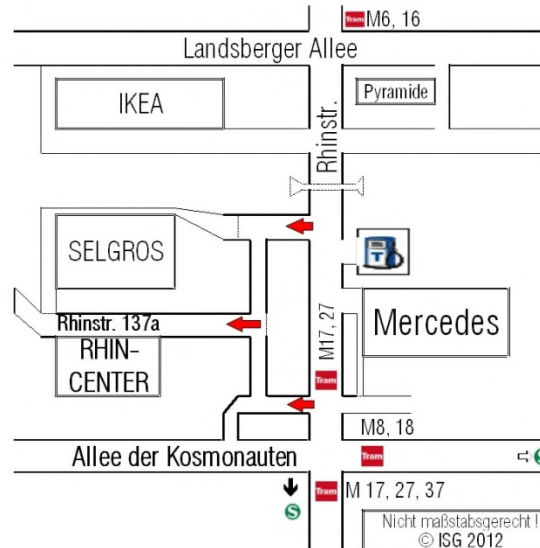 Tram M6, 16
Landsberger Allee
IKEA
Pyramide
Rhinstr.
SELGROS
T
Rhinstr. 137a
RHIN-
CENTER
M17, 27
Mercedes
Tram
M8, 18
Allee der Kosmonauten
Tram
S
Tram M 17, 27, 37
S
Nicht maßstabsgerecht !
© ISG 2012